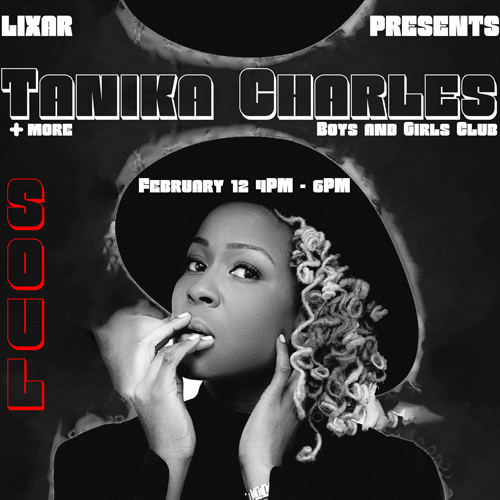 LIXAR PRESENTS
TANIKA CHARLES
+ MORE BOYS AND GIRLS CLUB
FEBRUARY 12 4PM - 6PM
SOUL